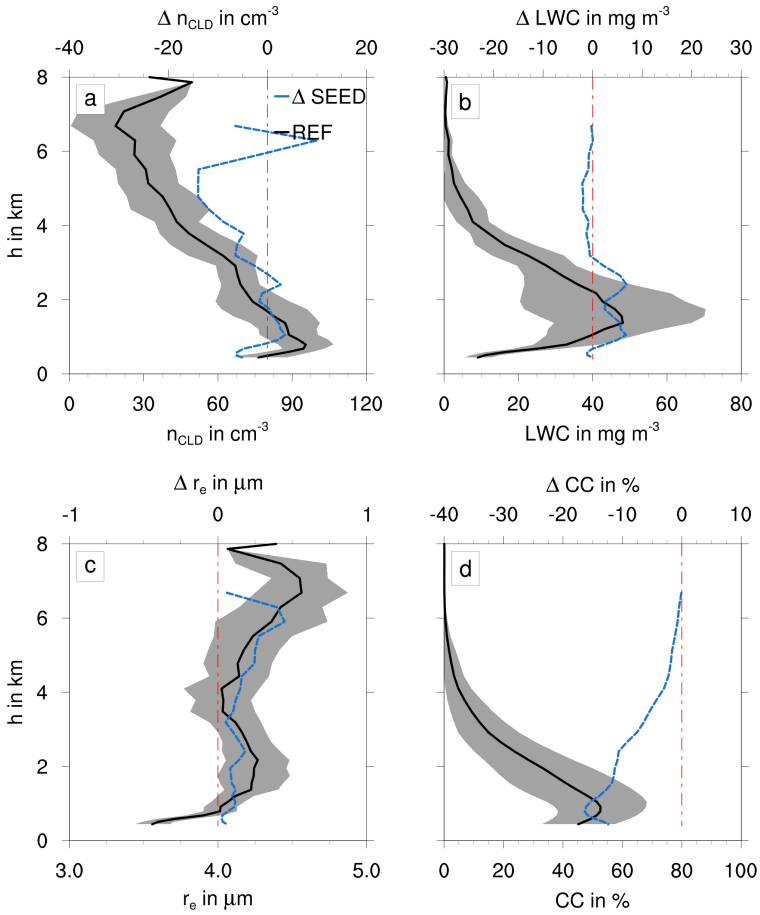 Δ n_CLD in cm⁻³
Δ LWC in mg m⁻³
-40 -20 0 20
-30 -20 -10 0 10 20 30
a
Δ SEED
REF
b
h in km
8
6
4
2
0
0 30 60 90 120
0 20 40 60 80
n_CLD in cm⁻³
LWC in mg m⁻³
Δ r_e in μm
Δ CC in %
-1 0 1
-40 -30 -20 -10 0 10
c
d
h in km
8
6
4
2
0
3.0 4.0 5.0
0 20 40 60 80 100
r_e in μm
CC in %